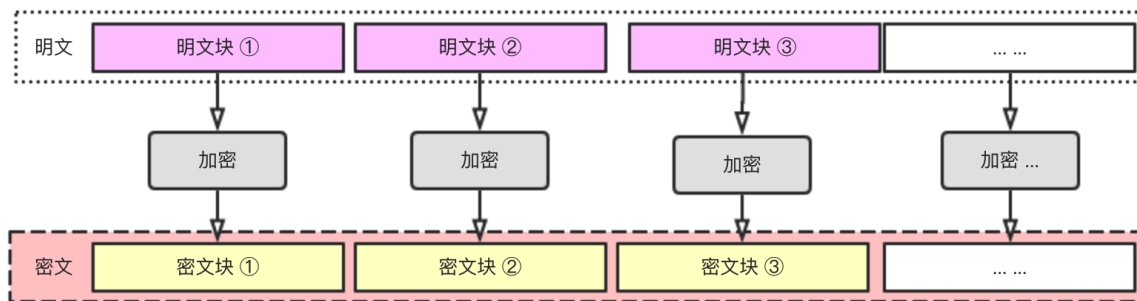 明文 明文块 ① 明文块 ② 明文块 ③ ... ...
加密 加密 加密 加密 ...
密文 密文块 ① 密文块 ② 密文块 ③ ... ...